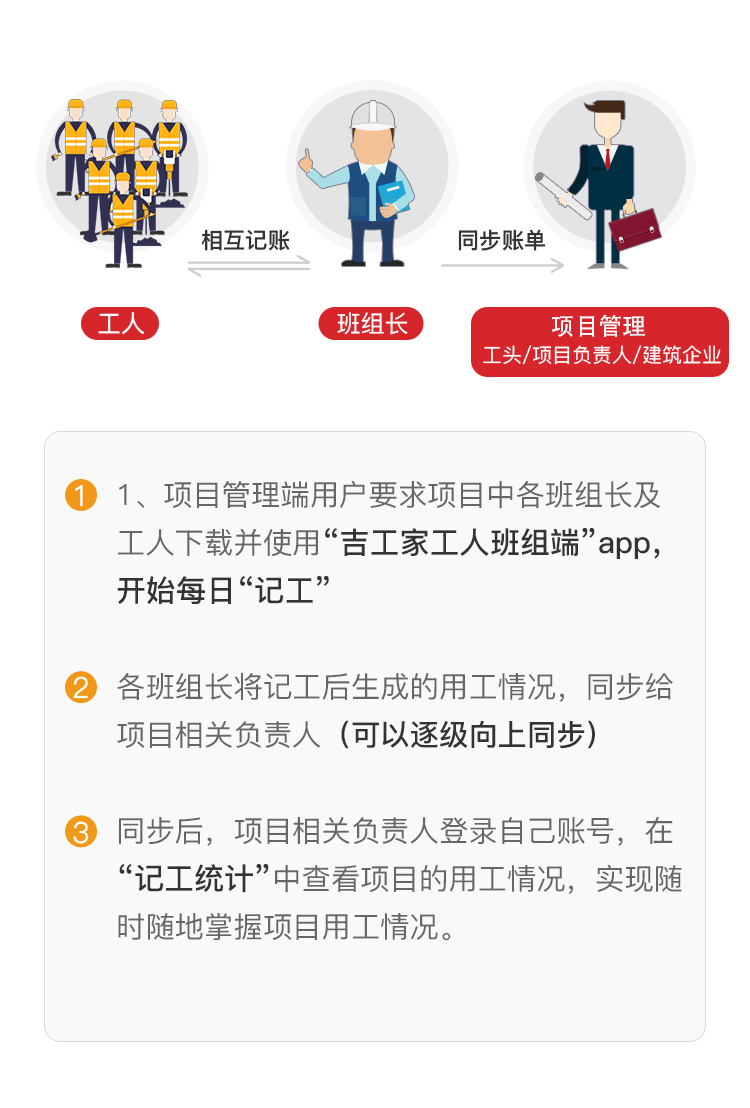 相互记账
同步账单
工人
班组长
项目管理
工头/项目负责人/建筑企业
1 1、项目管理端用户要求项目中各班组长及
工人下载并使用“吉工家工人班组端”app，
开始每日“记工”
2 各班组长将记工后生成的用工情况，同步给
项目相关负责人（可以逐级向上同步）
3 同步后，项目相关负责人登录自己账号，在
“记工统计”中查看项目的用工情况，实现随
时随地掌握项目用工情况。